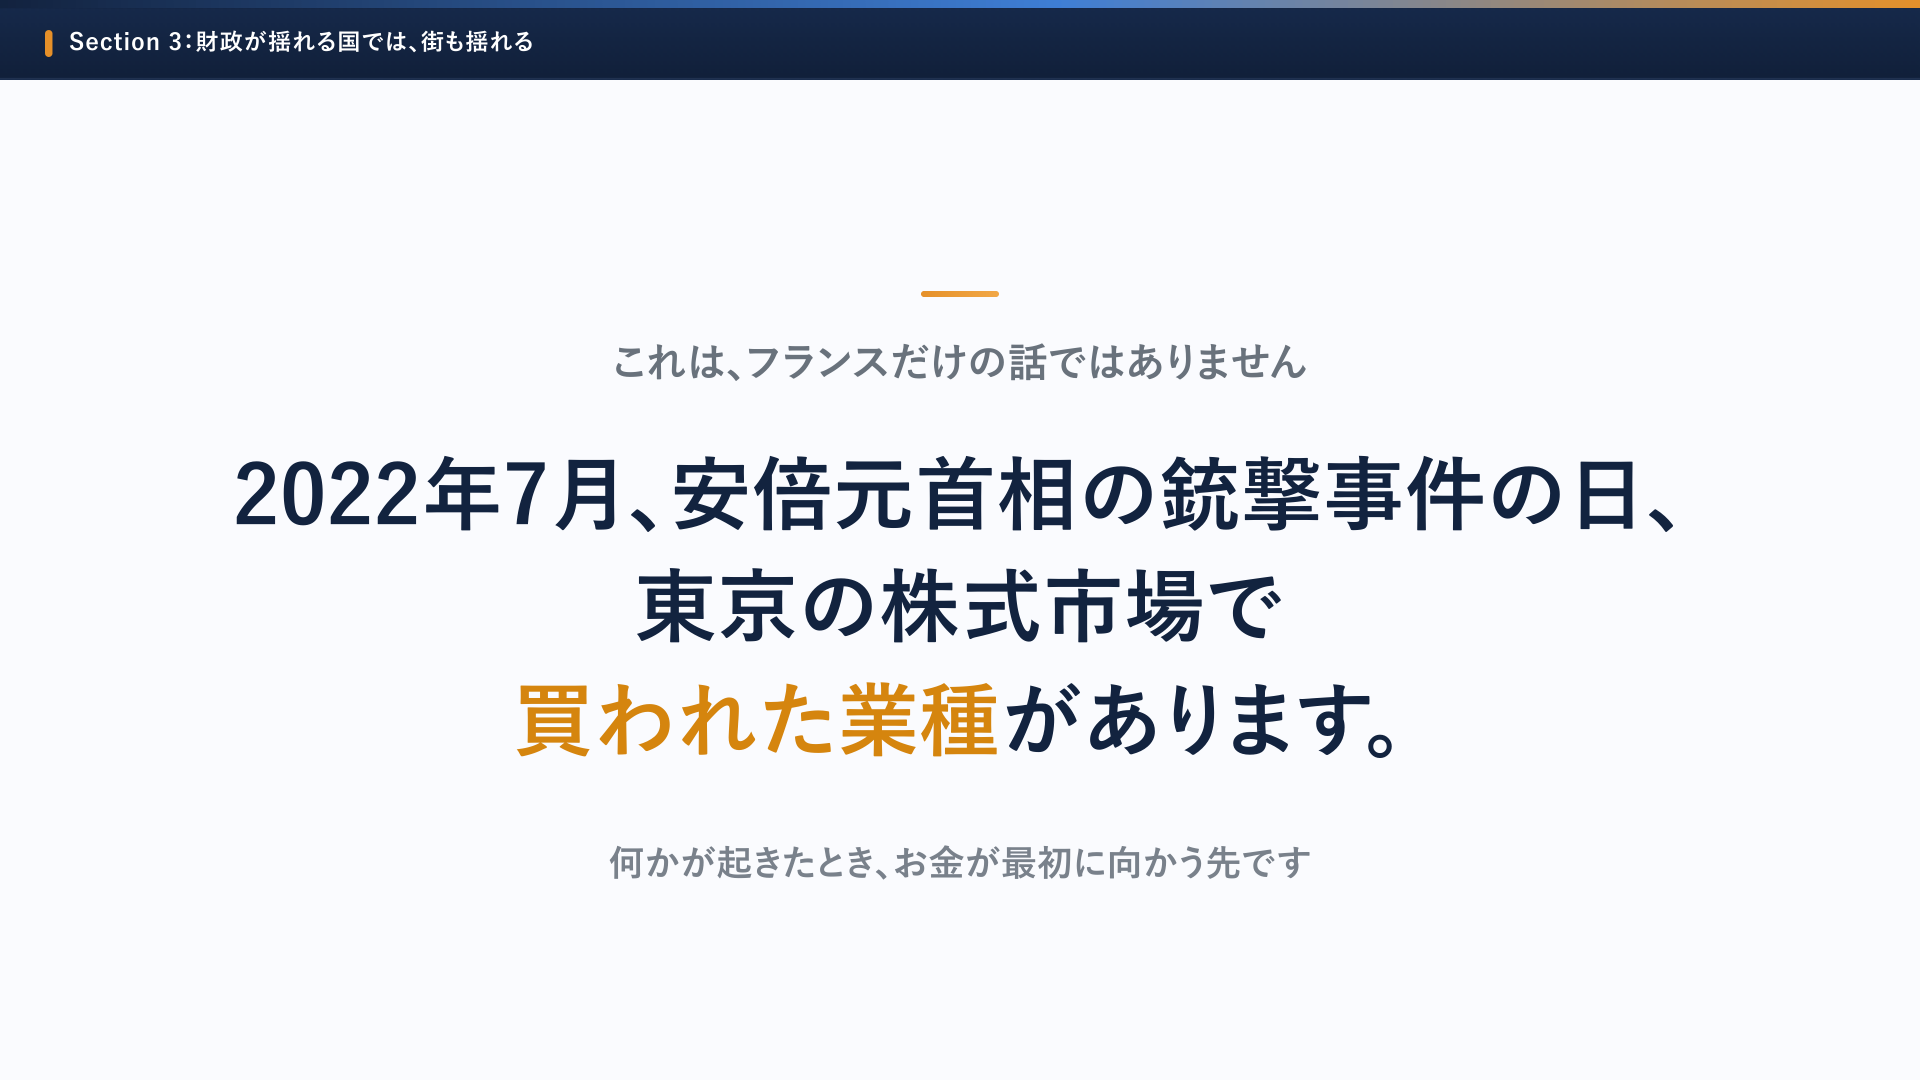 Section 3：財政が揺れる国では、街も揺れる
これは、フランスだけの話ではありません
2022年7月、安倍元首相の銃撃事件の日、
東京の株式市場で
買われた業種があります。
何かが起きたとき、お金が最初に向かう先です